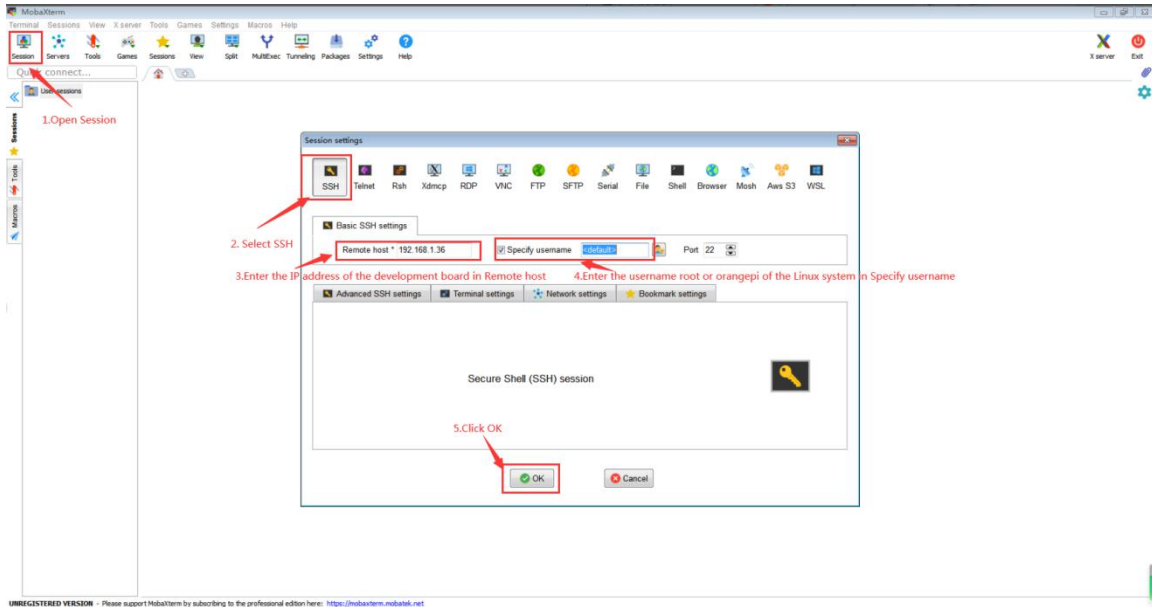 MobaXterm
Terminal Sessions View X server Tools Games Settings Macros Help
Session Servers Tools Games Sessions View Split MultiExec Tunneling Packages Settings Help X server Exit
Quick connect...
User sessions
1.Open Session
Sessions
Tools
Macros
Session settings
SSH Telnet Rsh Xdmcp RDP VNC FTP SFTP Serial File Shell Browser Mosh Aws S3 WSL
Basic SSH settings
2. Select SSH
Remote host * 192.168.1.36 Specify username <default> Port 22
3.Enter the IP address of the development board in Remote host 4.Enter the username root or orangepi of the Linux system in Specify username
Advanced SSH settings Terminal settings Network settings Bookmark settings
Secure Shell (SSH) session
5.Click OK
OK Cancel
UNREGISTERED VERSION - Please support MobaXterm by subscribing to the professional edition here: https://mobaxterm.mobatek.net